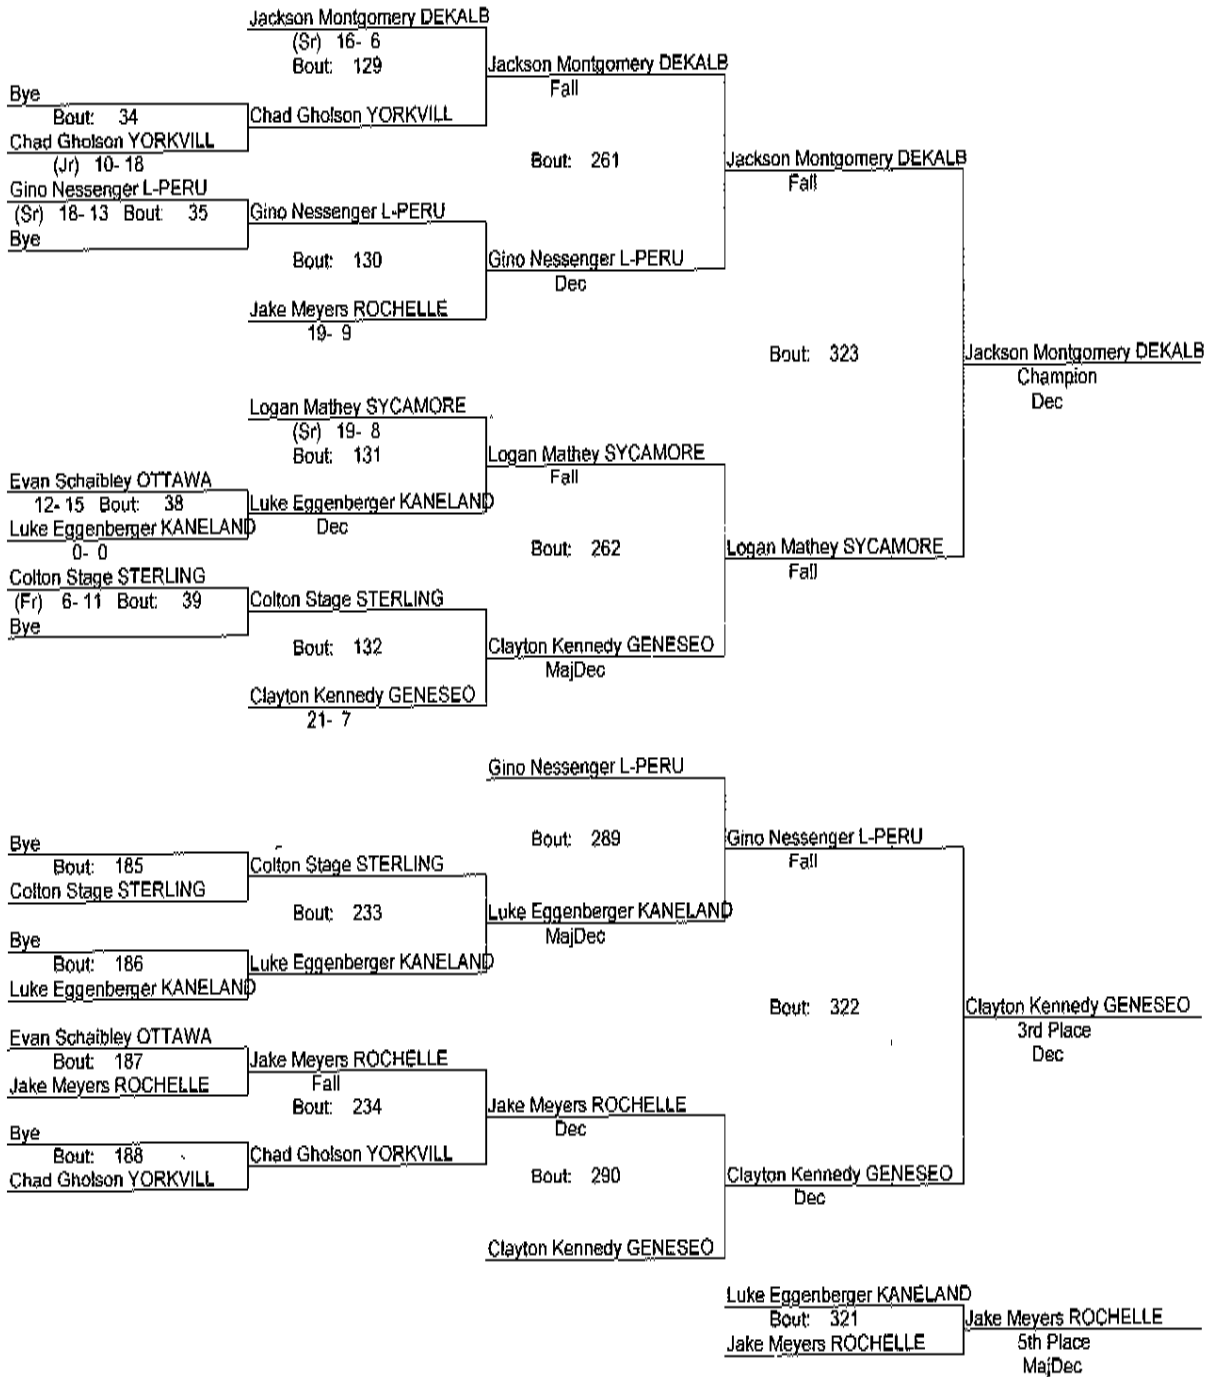 Jackson Montgomery DEKALB
(Sr) 16- 6
Bout: 129
Jackson Montgomery DEKALB
Fall
Bye
Bout: 34
Chad Gholson YORKVILL
Chad Gholson YORKVILL
(Jr) 10- 18
Bout: 261
Jackson Montgomery DEKALB
Fall
Gino Nessenger L-PERU
(Sr) 18- 13 Bout: 35
Gino Nessenger L-PERU
Bye
Bout: 130
Gino Nessenger L-PERU
Dec
Jake Meyers ROCHELLE
19- 9
Bout: 323
Jackson Montgomery DEKALB
Champion
Dec
Logan Mathey SYCAMORE
(Sr) 19- 8
Bout: 131
Logan Mathey SYCAMORE
Fall
Evan Schaibley OTTAWA
12- 15 Bout: 38
Luke Eggenberger KANELAND
Dec
Luke Eggenberger KANELAND
0- 0
Bout: 262
Logan Mathey SYCAMORE
Fall
Colton Stage STERLING
(Fr) 6- 11 Bout: 39
Colton Stage STERLING
Bye
Bout: 132
Clayton Kennedy GENESEO
MajDec
Clayton Kennedy GENESEO
21- 7
Gino Nessenger L-PERU
Bout: 289
Gino Nessenger L-PERU
Fall
Bye
Bout: 185
Colton Stage STERLING
Colton Stage STERLING
Bout: 233
Luke Eggenberger KANELAND
MajDec
Bye
Bout: 186
Luke Eggenberger KANELAND
Luke Eggenberger KANELAND
Bout: 322
Clayton Kennedy GENESEO
3rd Place
Dec
Evan Schaibley OTTAWA
Bout: 187
Jake Meyers ROCHELLE
Jake Meyers ROCHELLE
Fall
Bout: 234
Jake Meyers ROCHELLE
Dec
Bye
Bout: 188
Chad Gholson YORKVILL
Chad Gholson YORKVILL
Bout: 290
Clayton Kennedy GENESEO
Dec
Clayton Kennedy GENESEO
Luke Eggenberger KANELAND
Bout: 321
Jake Meyers ROCHELLE
Jake Meyers ROCHELLE
5th Place
MajDec